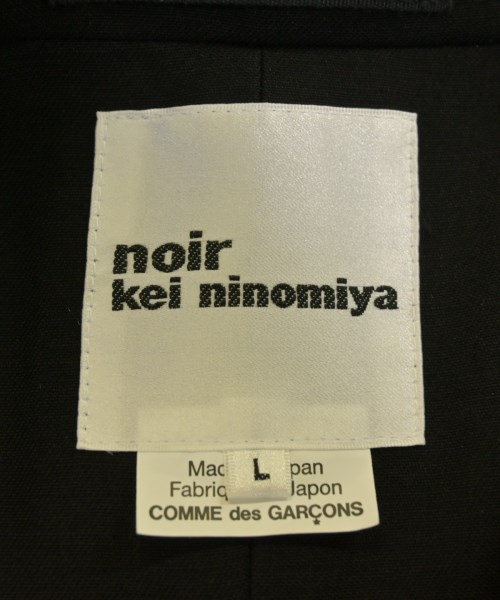 noir
kei ninomiya
L
Mad pan
Fabriq Japon
COMME des GARÇONS